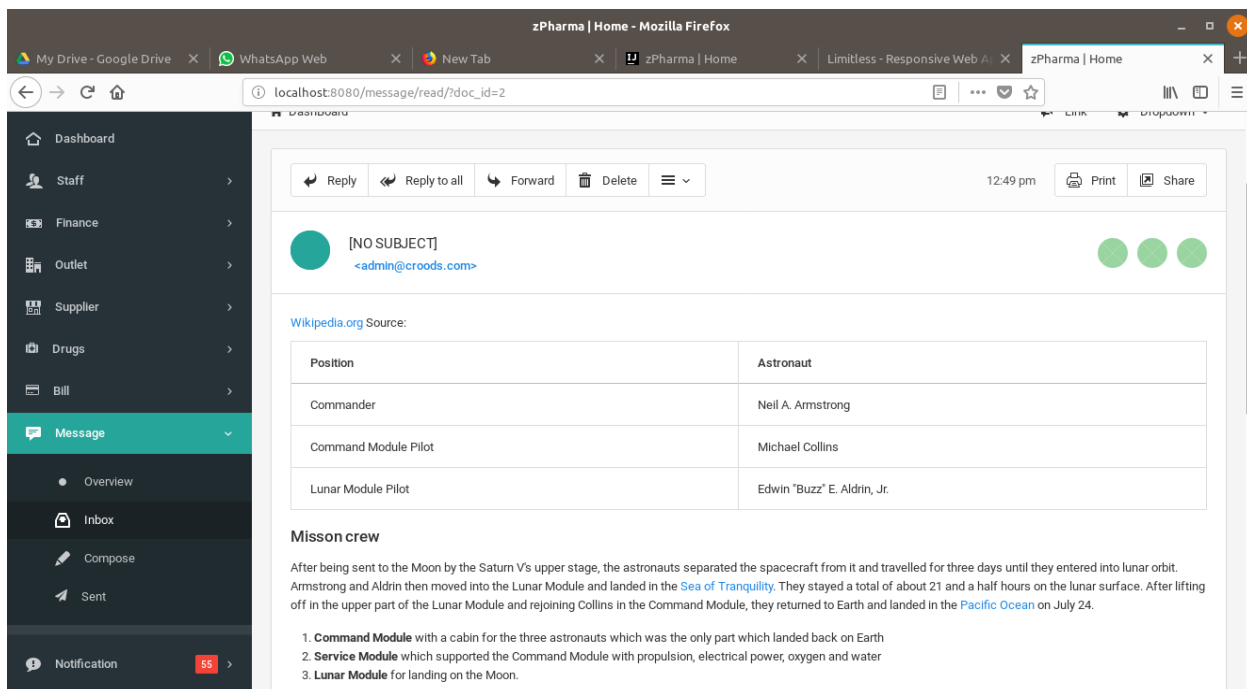 zPharma | Home - Mozilla Firefox
My Drive - Google Drive
WhatsApp Web
New Tab
zPharma | Home
Limitless - Responsive Web A
zPharma | Home
localhost:8080/message/read/?doc_id=2
Dashboard
Link
Dropdown
Dashboard
Staff
Finance
Outlet
Supplier
Drugs
Bill
Message
Overview
Inbox
Compose
Sent
Notification 55
Reply
Reply to all
Forward
Delete
12:49 pm
Print
Share
[NO SUBJECT]
<admin@croods.com>
Wikipedia.org Source:
Position Astronaut
Commander Neil A. Armstrong
Command Module Pilot Michael Collins
Lunar Module Pilot Edwin "Buzz" E. Aldrin, Jr.
Misson crew
After being sent to the Moon by the Saturn V's upper stage, the astronauts separated the spacecraft from it and travelled for three days until they entered into lunar orbit.
Armstrong and Aldrin then moved into the Lunar Module and landed in the Sea of Tranquility. They stayed a total of about 21 and a half hours on the lunar surface. After lifting
off in the upper part of the Lunar Module and rejoining Collins in the Command Module, they returned to Earth and landed in the Pacific Ocean on July 24.
1. Command Module with a cabin for the three astronauts which was the only part which landed back on Earth
2. Service Module which supported the Command Module with propulsion, electrical power, oxygen and water
3. Lunar Module for landing on the Moon.